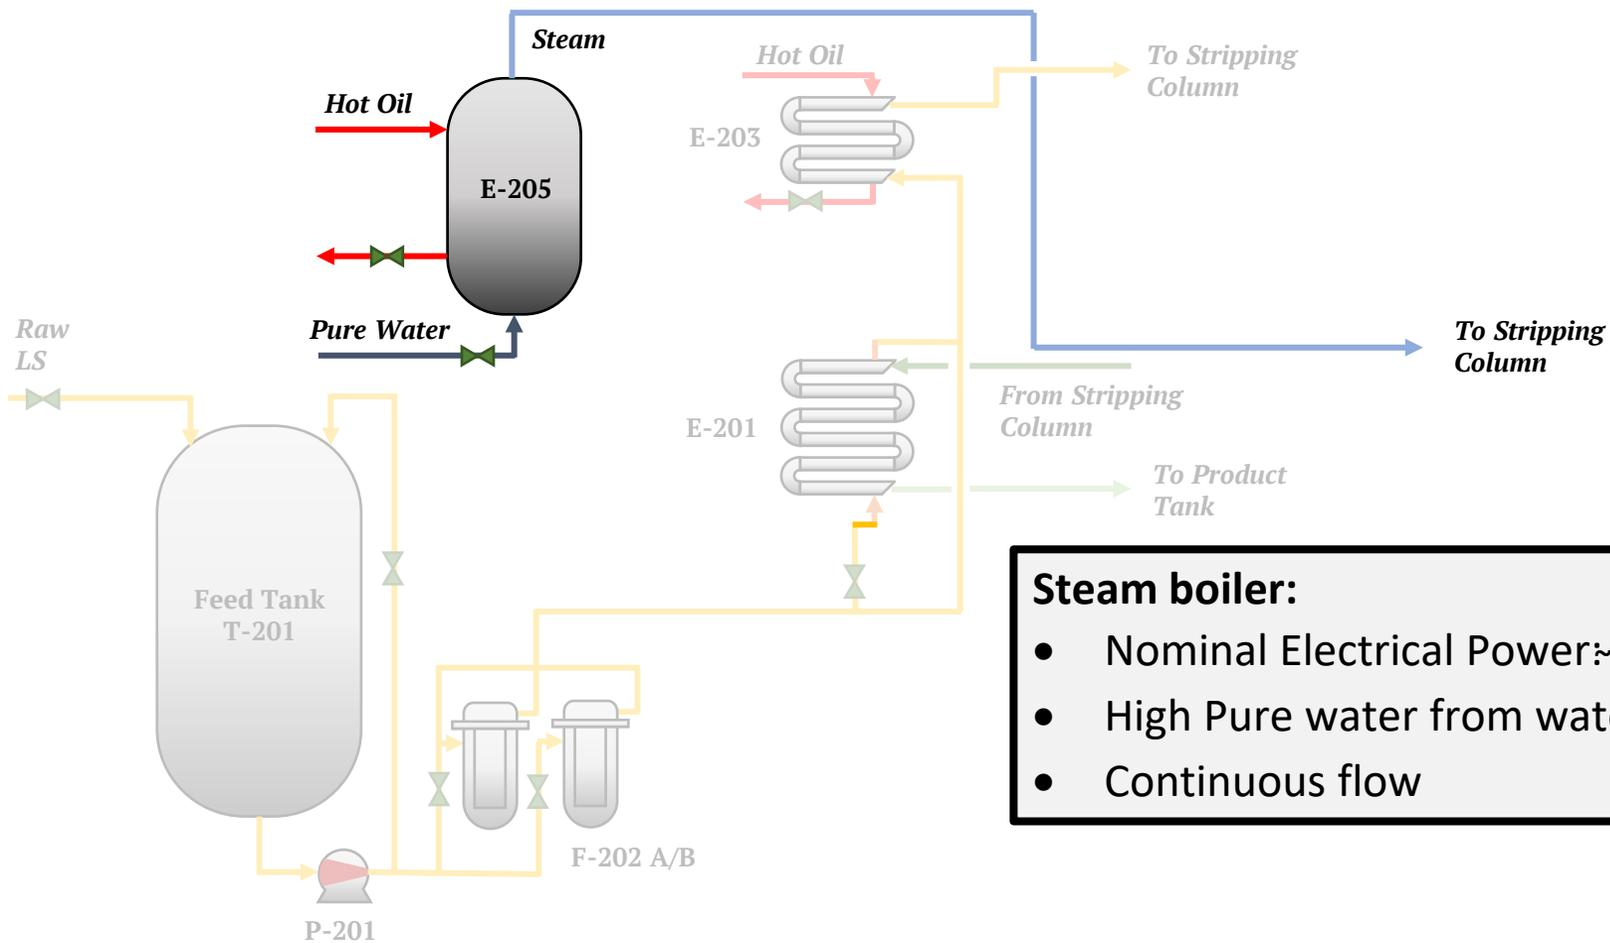 Steam
Hot Oil
To Stripping
Column
Hot Oil
E-203
E-205
Pure Water
Raw
LS
To Stripping
Column
From Stripping
Column
E-201
To Product
Tank
Feed Tank
T-201
Steam boiler:
• Nominal Electrical Power:~
• High Pure water from
• Continuous flow
F-202 A/B
P-201